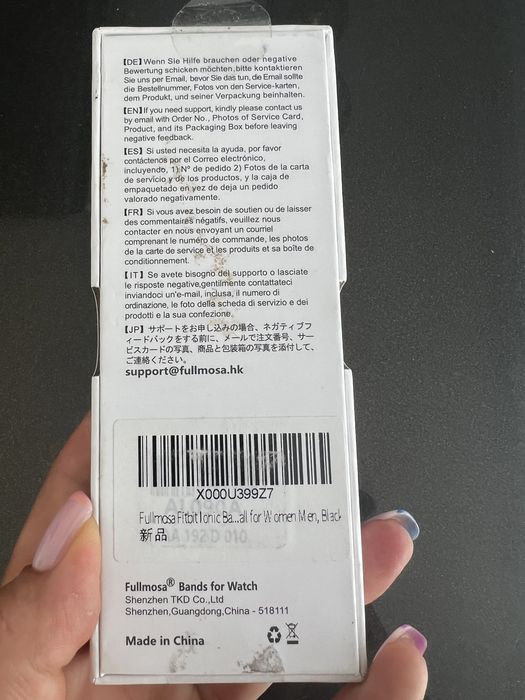 【DE】Wenn Sie Hilfe brauchen oder negative
Bewertung schicken möchten,bitte kontaktieren
Sie uns per Email, bevor Sie das tun, die Email sollte
die Bestellnummer, Fotos von den Service-karten,
dem Produkt, und seiner Verpackung beinhalten.
【EN】If you need support, kindly please contact us
by email with Order No., Photos of Service Card,
Product, and its Packaging Box before leaving
negative feedback.
【ES】Si usted necesita la ayuda, por favor
contáctenos por el Correo electrónico,
incluyendo, 1) Nº de pedido 2) Fotos de la carta
de servicio y de los productos, y la caja de
empaquetado en vez de deja un pedido
valorado negativamente.
【FR】Si vous avez besoin de soutien ou de laisser
des commentaires négatifs, veuillez nous
contacter en nous envoyant un courriel
comprenant le numéro de commande, les photos
de la carte de service et les produits et sa boîte de
conditionnement.
【IT】Se avete bisogno del supporto o lasciate
le risposte negative,gentilmente contattateci
inviandoci un'e-mail, inclusa, il numero di
ordinazione, le foto della scheda di servizio e dei
prodotti e la sua confezione.
【JP】サポートをお申し込みの場合、ネガティブフ
ィードバックをする前に、メールで注文番号、サー
ビスカードの写真、商品と包装箱の写真を添付して、
ご連絡ください。
support@fullmosa.hk
X000U399Z7
Fullmosa Fitbit Ionic Ba...all for Women Men, Black
新品
Fullmosa® Bands for Watch
Shenzhen TKD Co.,Ltd
Shenzhen,Guangdong,China - 518111
Made in China